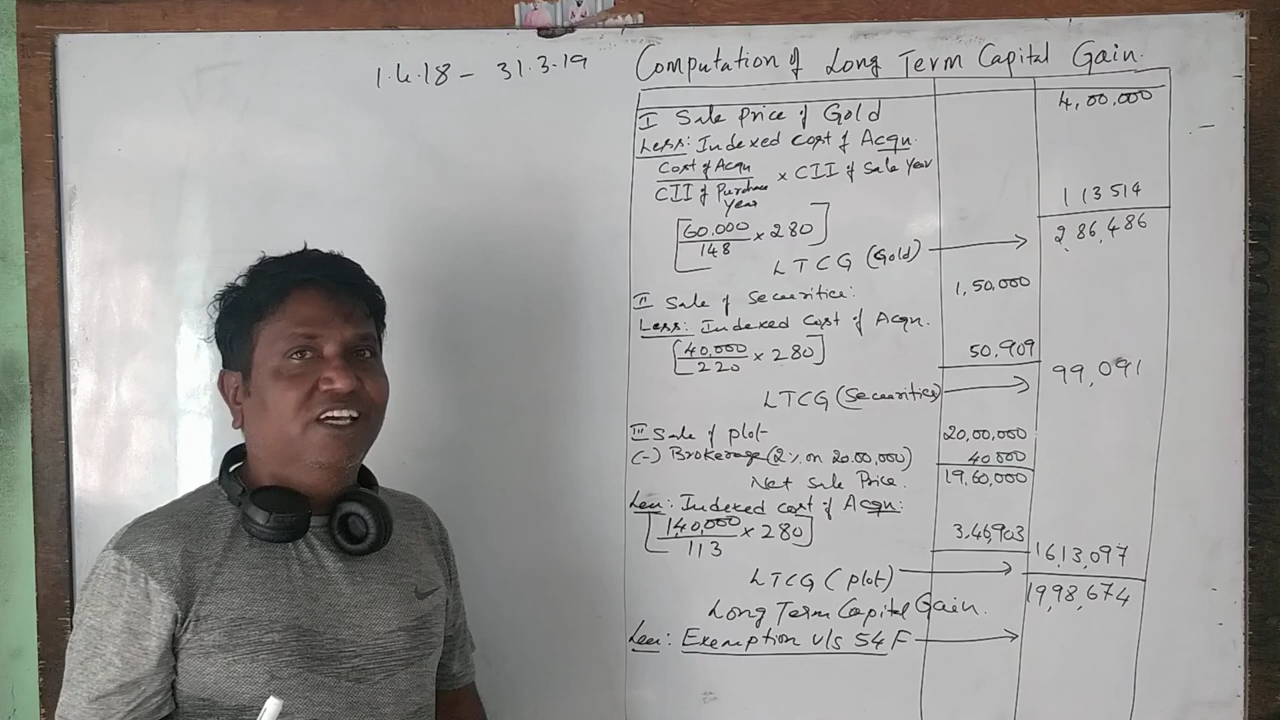 1.4.18 - 31.3.19
Computation of Long Term Capital Gain.
I Sale Price of Gold 4,00,000
Less: Indexed Cost of Acqn.
Cost of Acqn / CII of Purchase Year × CII of Sale Year
[60,000 / 148 × 280] 113514
LTCG (Gold) → 2,86,486
II Sale of Securities: 1,50,000
Less: Indexed Cost of Acqn.
[40,000 / 220 × 280] 50,909
LTCG (Securities) → 99,091
III Sale of plot 20,00,000
(-) Brokerage (2% on 20.00,000) 40000
Net Sale Price. 19,60,000
Less: Indexed cost of Acqn:
[1,40,000 / 113 × 280] 3,46,903
LTCG (plot) → 16,13,097
Long Term Capital Gain. 19,98,674
Less: Exemption u/s 54F →